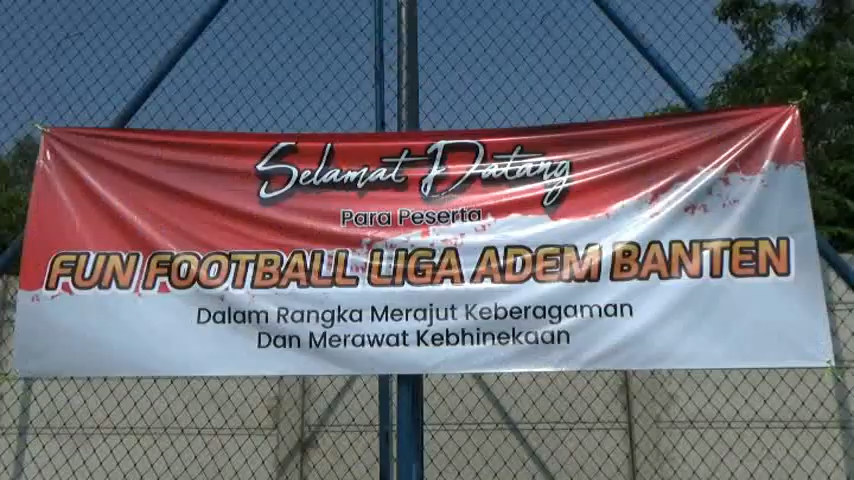 Selamat Datang
Para Peserta
FUN FOOTBALL LIGA ADEM BANTEN
Dalam Rangka Merajut Keberagaman
Dan Merawat Kebhinekaan